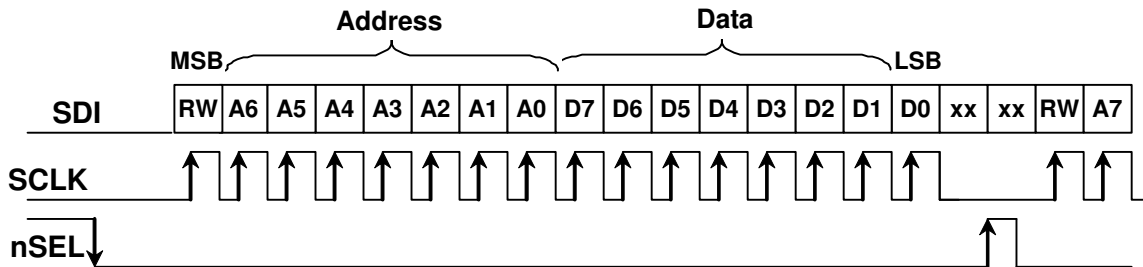 Address Data
MSB LSB
SDI RW A6 A5 A4 A3 A2 A1 A0 D7 D6 D5 D4 D3 D2 D1 D0 xx xx RW A7
SCLK
nSEL